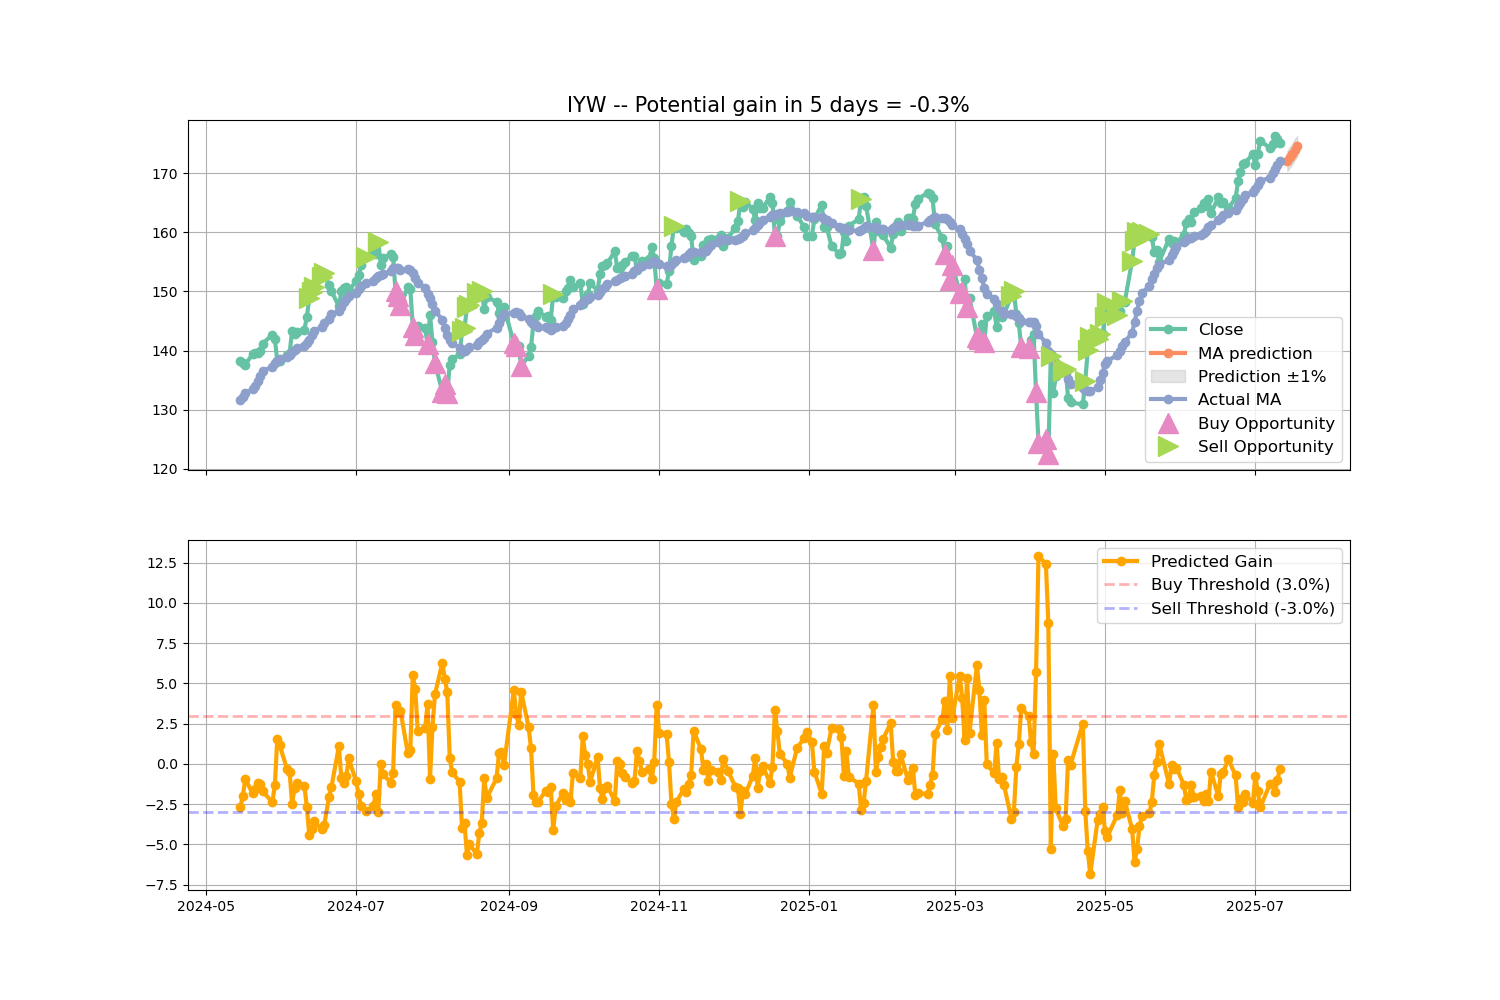 IYW -- Potential gain in 5 days = -0.3%
170
160
150
140
130
120
Close
MA prediction
Prediction ±1%
Actual MA
Buy Opportunity
Sell Opportunity
12.5
10.0
7.5
5.0
2.5
0.0
−2.5
−5.0
−7.5
Predicted Gain
Buy Threshold (3.0%)
Sell Threshold (-3.0%)
2024-05 2024-07 2024-09 2024-11 2025-01 2025-03 2025-05 2025-07